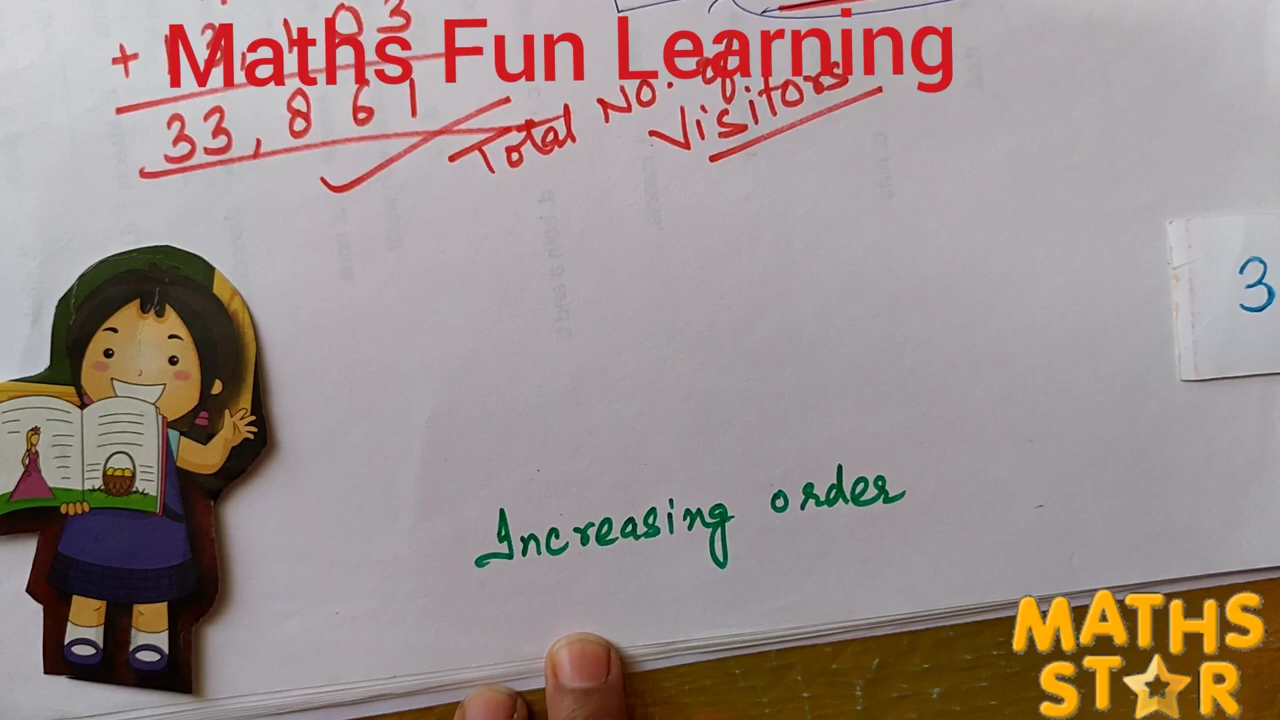 Maths Fun Learning
33,861
Total No. of
Visitors
3
Increasing order
MATHS
STAR